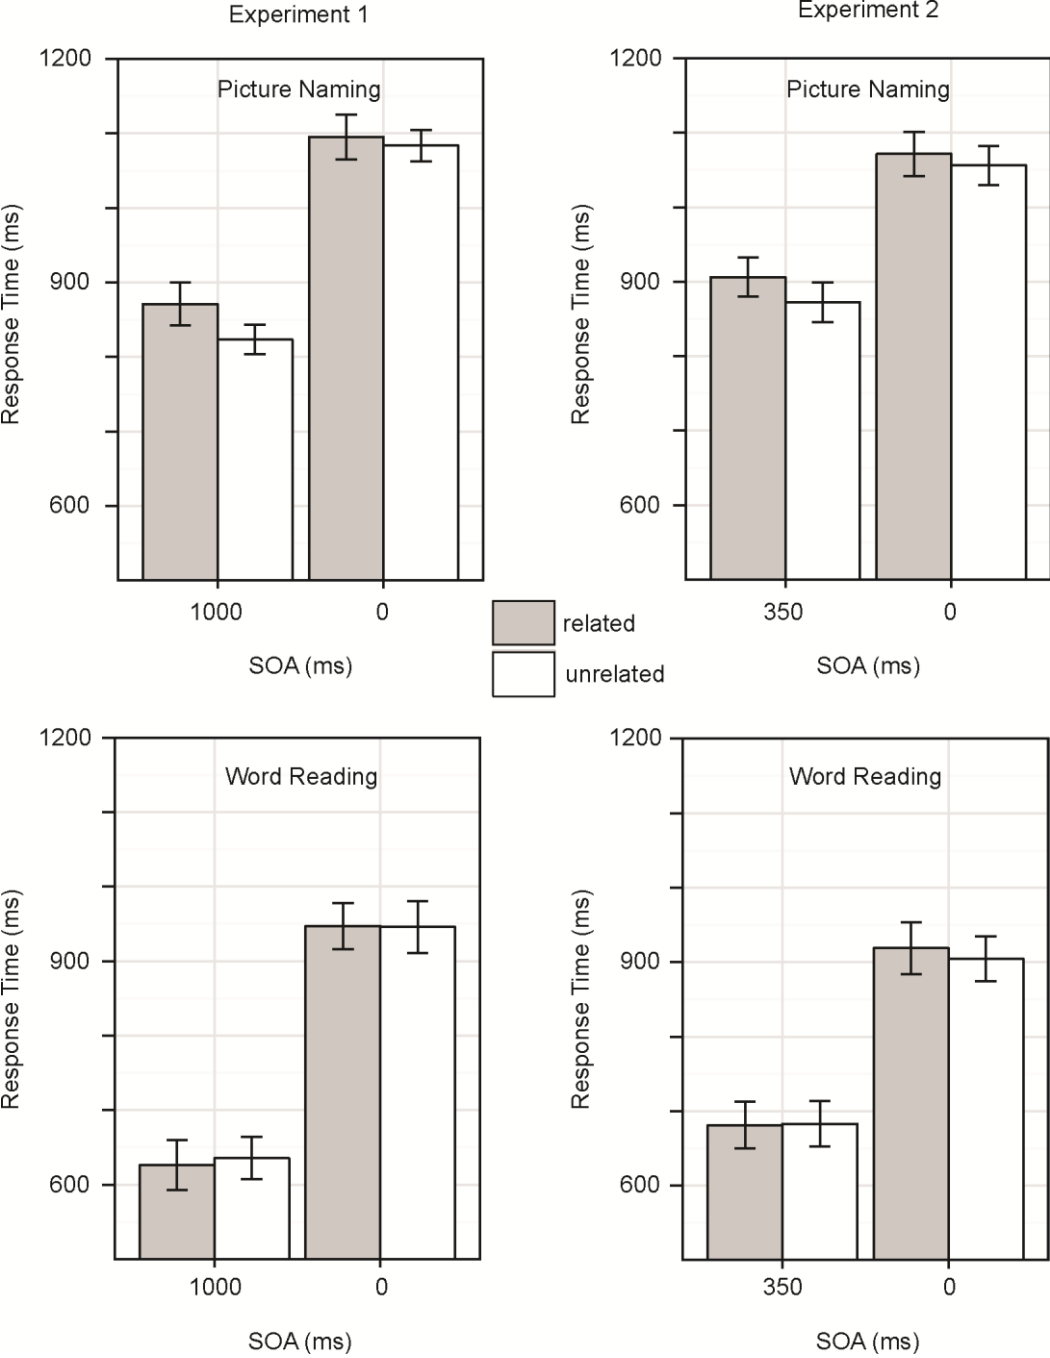 Experiment 1
Experiment 2
1200
Picture Naming
900
600
Response Time (ms)
1000 0
SOA (ms)
1200
Picture Naming
900
600
Response Time (ms)
350 0
SOA (ms)
related
unrelated
1200
Word Reading
900
600
Response Time (ms)
1000 0
SOA (ms)
1200
Word Reading
900
600
Response Time (ms)
350 0
SOA (ms)